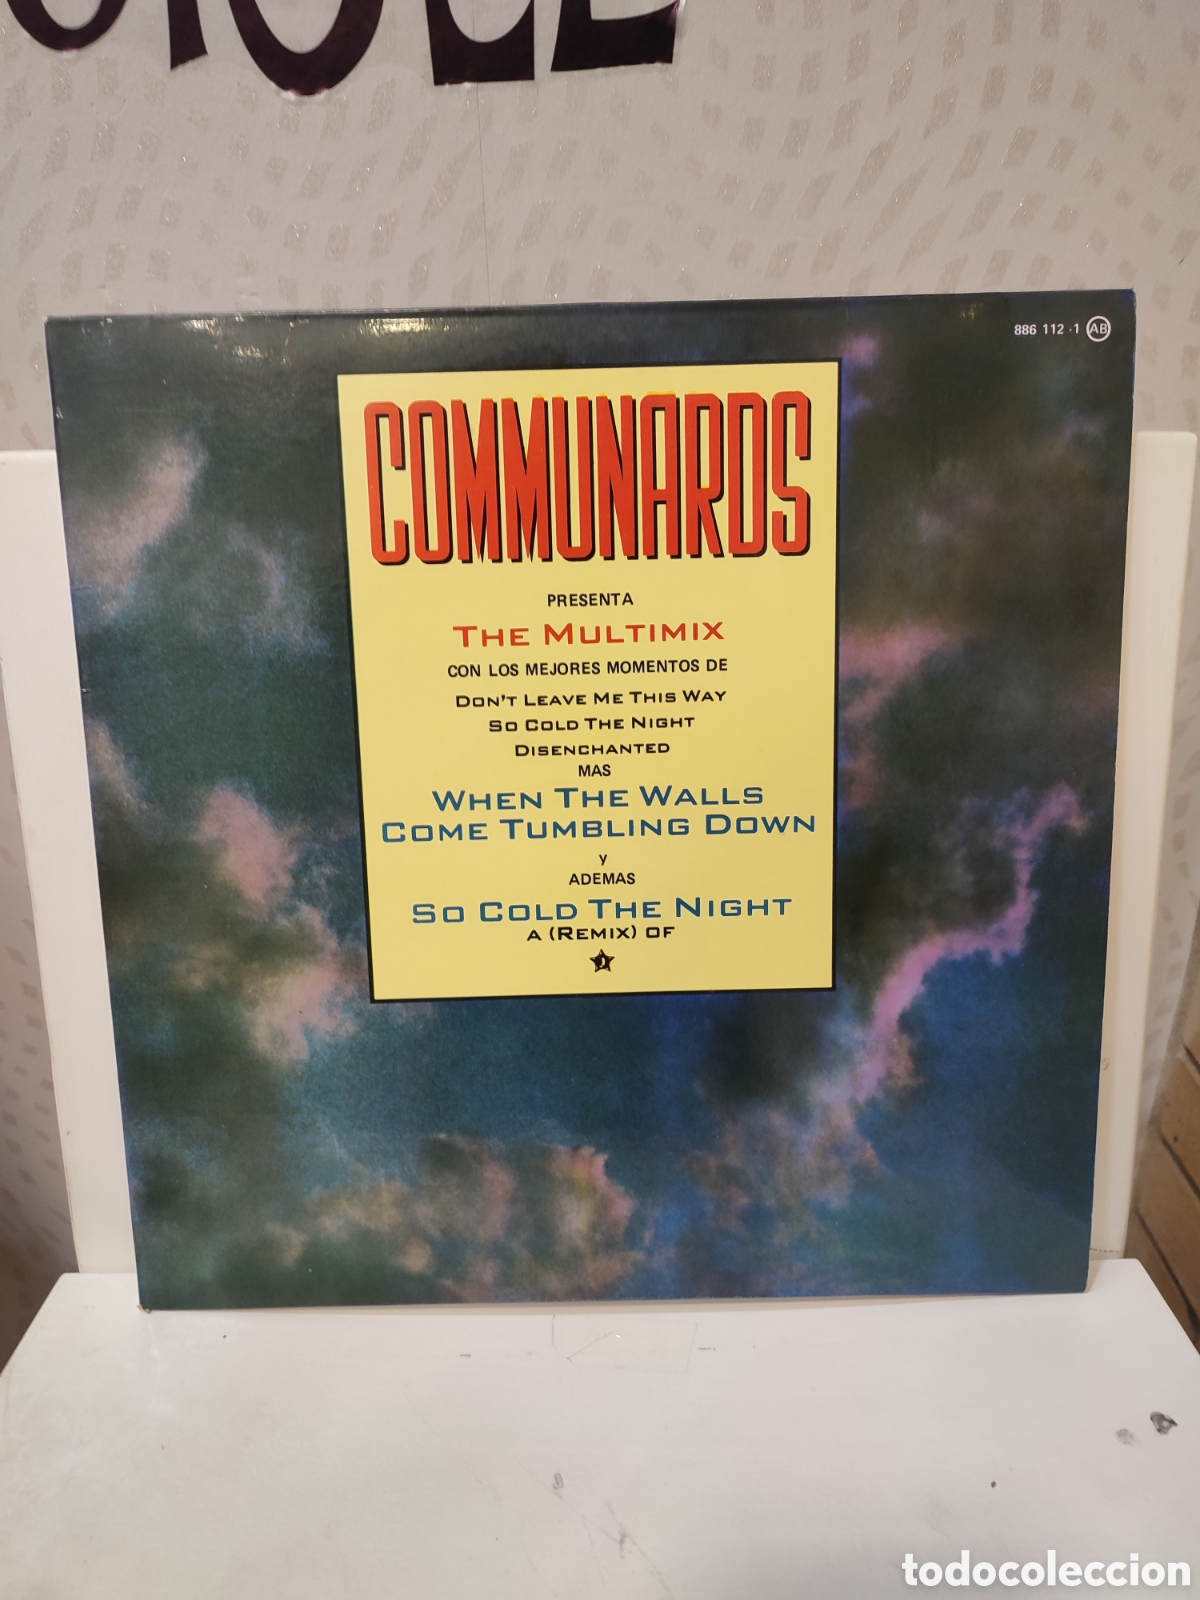 886 112 -1 AB
COMMUNARDS
PRESENTA
THE MULTIMIX
CON LOS MEJORES MOMENTOS DE
DON'T LEAVE ME THIS WAY
SO COLD THE NIGHT
DISENCHANTED
MAS
WHEN THE WALLS
COME TUMBLING DOWN
y
ADEMAS
SO COLD THE NIGHT
A (REMIX) OF
J
todocoleccion